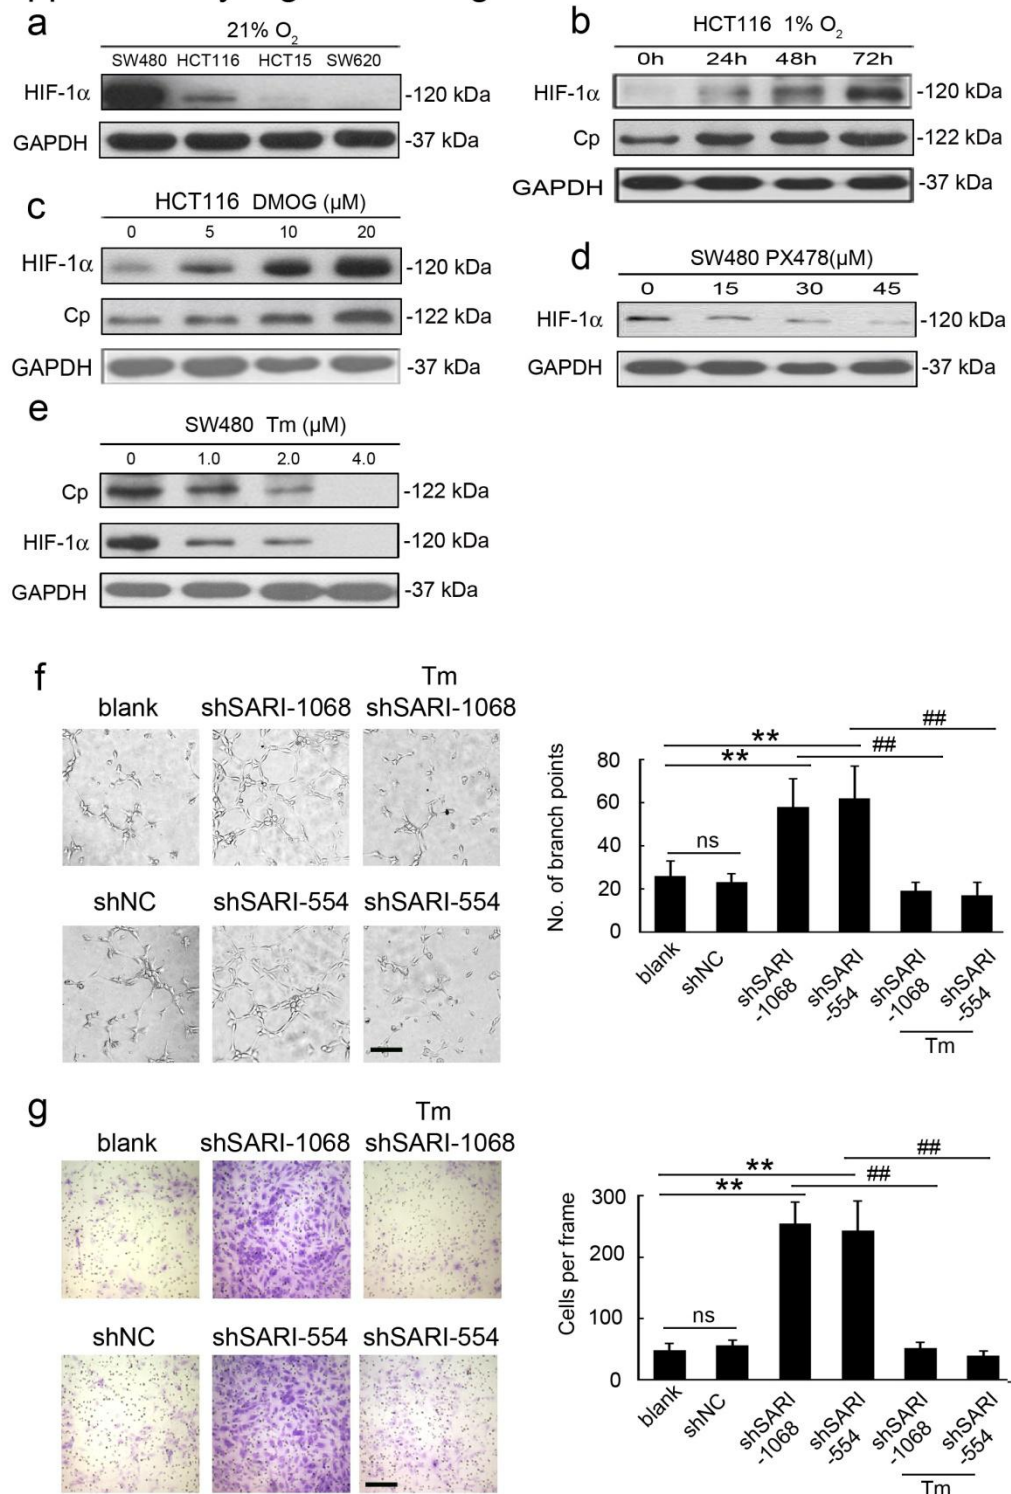 a
21% O2
SW480 HCT116 HCT15 SW620
HIF-1α -120 kDa
GAPDH -37 kDa
b
HCT116 1% O2
0h 24h 48h 72h
HIF-1α -120 kDa
Cp -122 kDa
GAPDH -37 kDa
c
HCT116 DMOG (µM)
0 5 10 20
HIF-1α -120 kDa
Cp -122 kDa
GAPDH -37 kDa
d
SW480 PX478(µM)
0 15 30 45
HIF-1α -120 kDa
GAPDH -37 kDa
e
SW480 Tm (µM)
0 1.0 2.0 4.0
Cp -122 kDa
HIF-1α -120 kDa
GAPDH -37 kDa
f
Tm
blank shSARI-1068 shSARI-1068
shNC shSARI-554 shSARI-554
##
** ##
**
ns
No. of branch points
80
60
40
20
0
blank
shNC
shSARI
-1068
shSARI
-554
shSARI
-1068
shSARI
-554
Tm
g
Tm
blank shSARI-1068 shSARI-1068
shNC shSARI-554 shSARI-554
##
** ##
**
ns
Cells per frame
300
200
100
0
blank
shNC
shSARI
-1068
shSARI
-554
shSARI
-1068
shSARI
-554
Tm